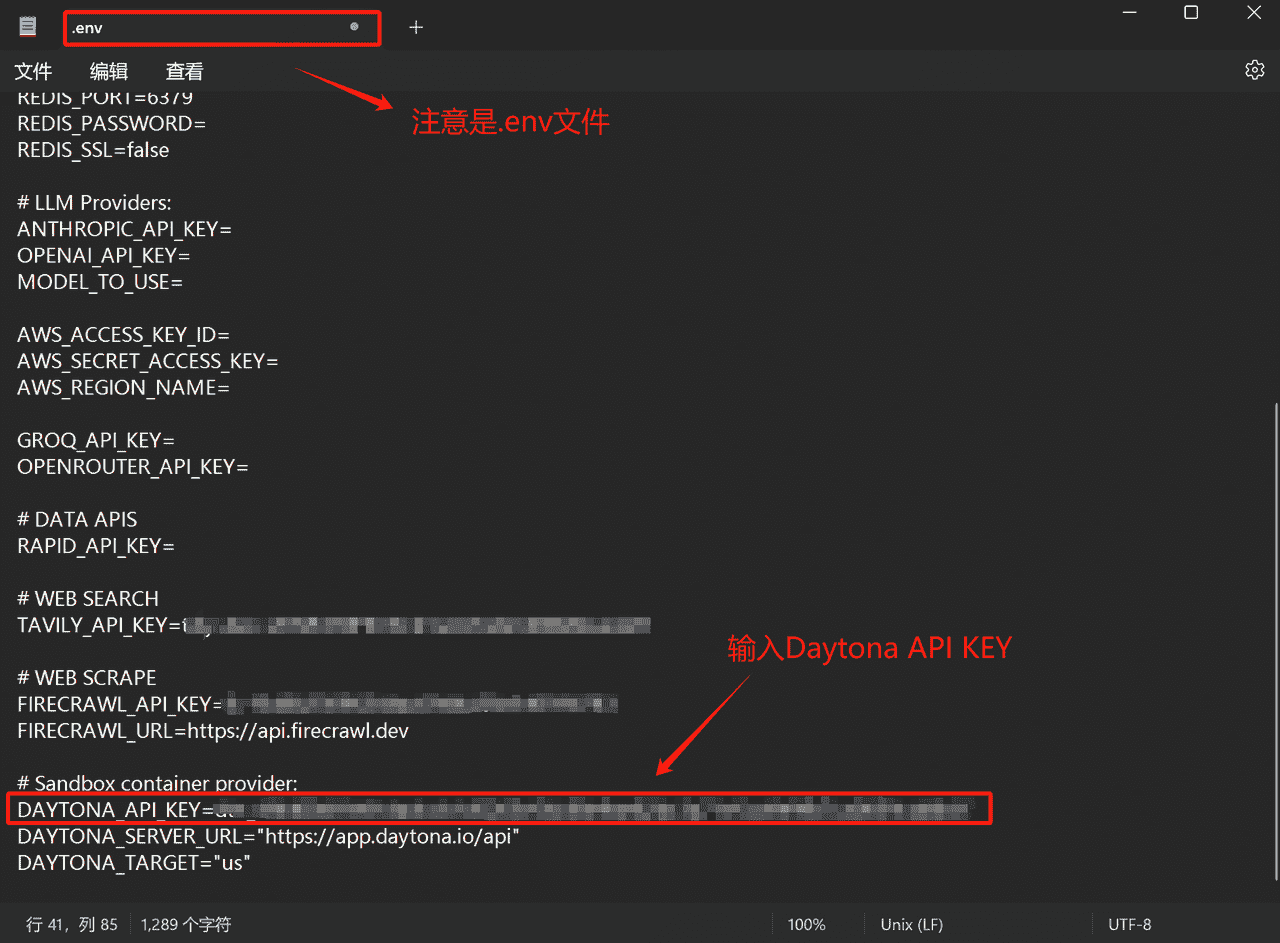 .env
文件 编辑 查看
REDIS_PORT=6379
注意是.env文件
REDIS_PASSWORD=
REDIS_SSL=false
# LLM Providers:
ANTHROPIC_API_KEY=
OPENAI_API_KEY=
MODEL_TO_USE=
AWS_ACCESS_KEY_ID=
AWS_SECRET_ACCESS_KEY=
AWS_REGION_NAME=
GROQ_API_KEY=
OPENROUTER_API_KEY=
# DATA APIS
RAPID_API_KEY=
# WEB SEARCH
TAVILY_API_KEY=
输入Daytona API KEY
# WEB SCRAPE
FIRECRAWL_API_KEY=
FIRECRAWL_URL=https://api.firecrawl.dev
# Sandbox container provider:
DAYTONA_API_KEY=
DAYTONA_SERVER_URL="https://app.daytona.io/api"
DAYTONA_TARGET="us"
行 41，列 85 1,289 个字符 100% Unix (LF) UTF-8